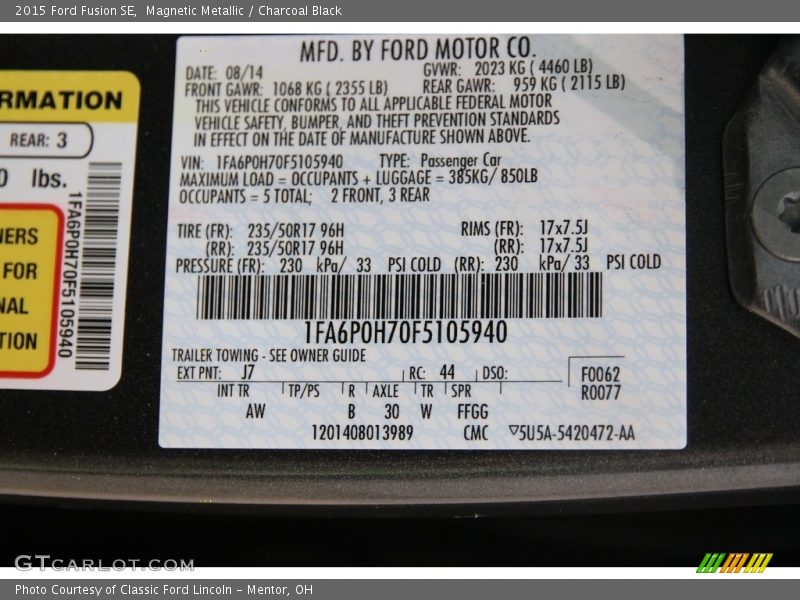 2015 Ford Fusion SE, Magnetic Metallic / Charcoal Black
RMATION
REAR: 3
0 lbs.
NERS
FOR
NAL
TION
1FA6P0H70F5105940
MFD. BY FORD MOTOR CO.
DATE: 08/14 GVWR: 2023 KG ( 4460 LB)
FRONT GAWR: 1068 KG ( 2355 LB) REAR GAWR: 959 KG ( 2115 LB)
THIS VEHICLE CONFORMS TO ALL APPLICABLE FEDERAL MOTOR
VEHICLE SAFETY, BUMPER, AND THEFT PREVENTION STANDARDS
IN EFFECT ON THE DATE OF MANUFACTURE SHOWN ABOVE.
VIN: 1FA6P0H70F5105940 TYPE: Passenger Car
MAXIMUM LOAD = OCCUPANTS + LUGGAGE = 385KG/ 850LB
OCCUPANTS = 5 TOTAL; 2 FRONT, 3 REAR
TIRE (FR): 235/50R17 96H RIMS (FR): 17x7.5J
(RR): 235/50R17 96H (RR): 17x7.5J
PRESSURE (FR): 230 kPa/ 33 PSI COLD (RR): 230 kPa/ 33 PSI COLD
1FA6P0H70F5105940
TRAILER TOWING - SEE OWNER GUIDE
EXT PNT: J7 RC: 44 DSO: F0062
R0077
INT TR TP/PS R AXLE TR SPR
AW B 30 W FFGG
1201408013989 CMC ▽5U5A-5420472-AA
GTCARLOT.COM
Photo Courtesy of Classic Ford Lincoln - Mentor, OH